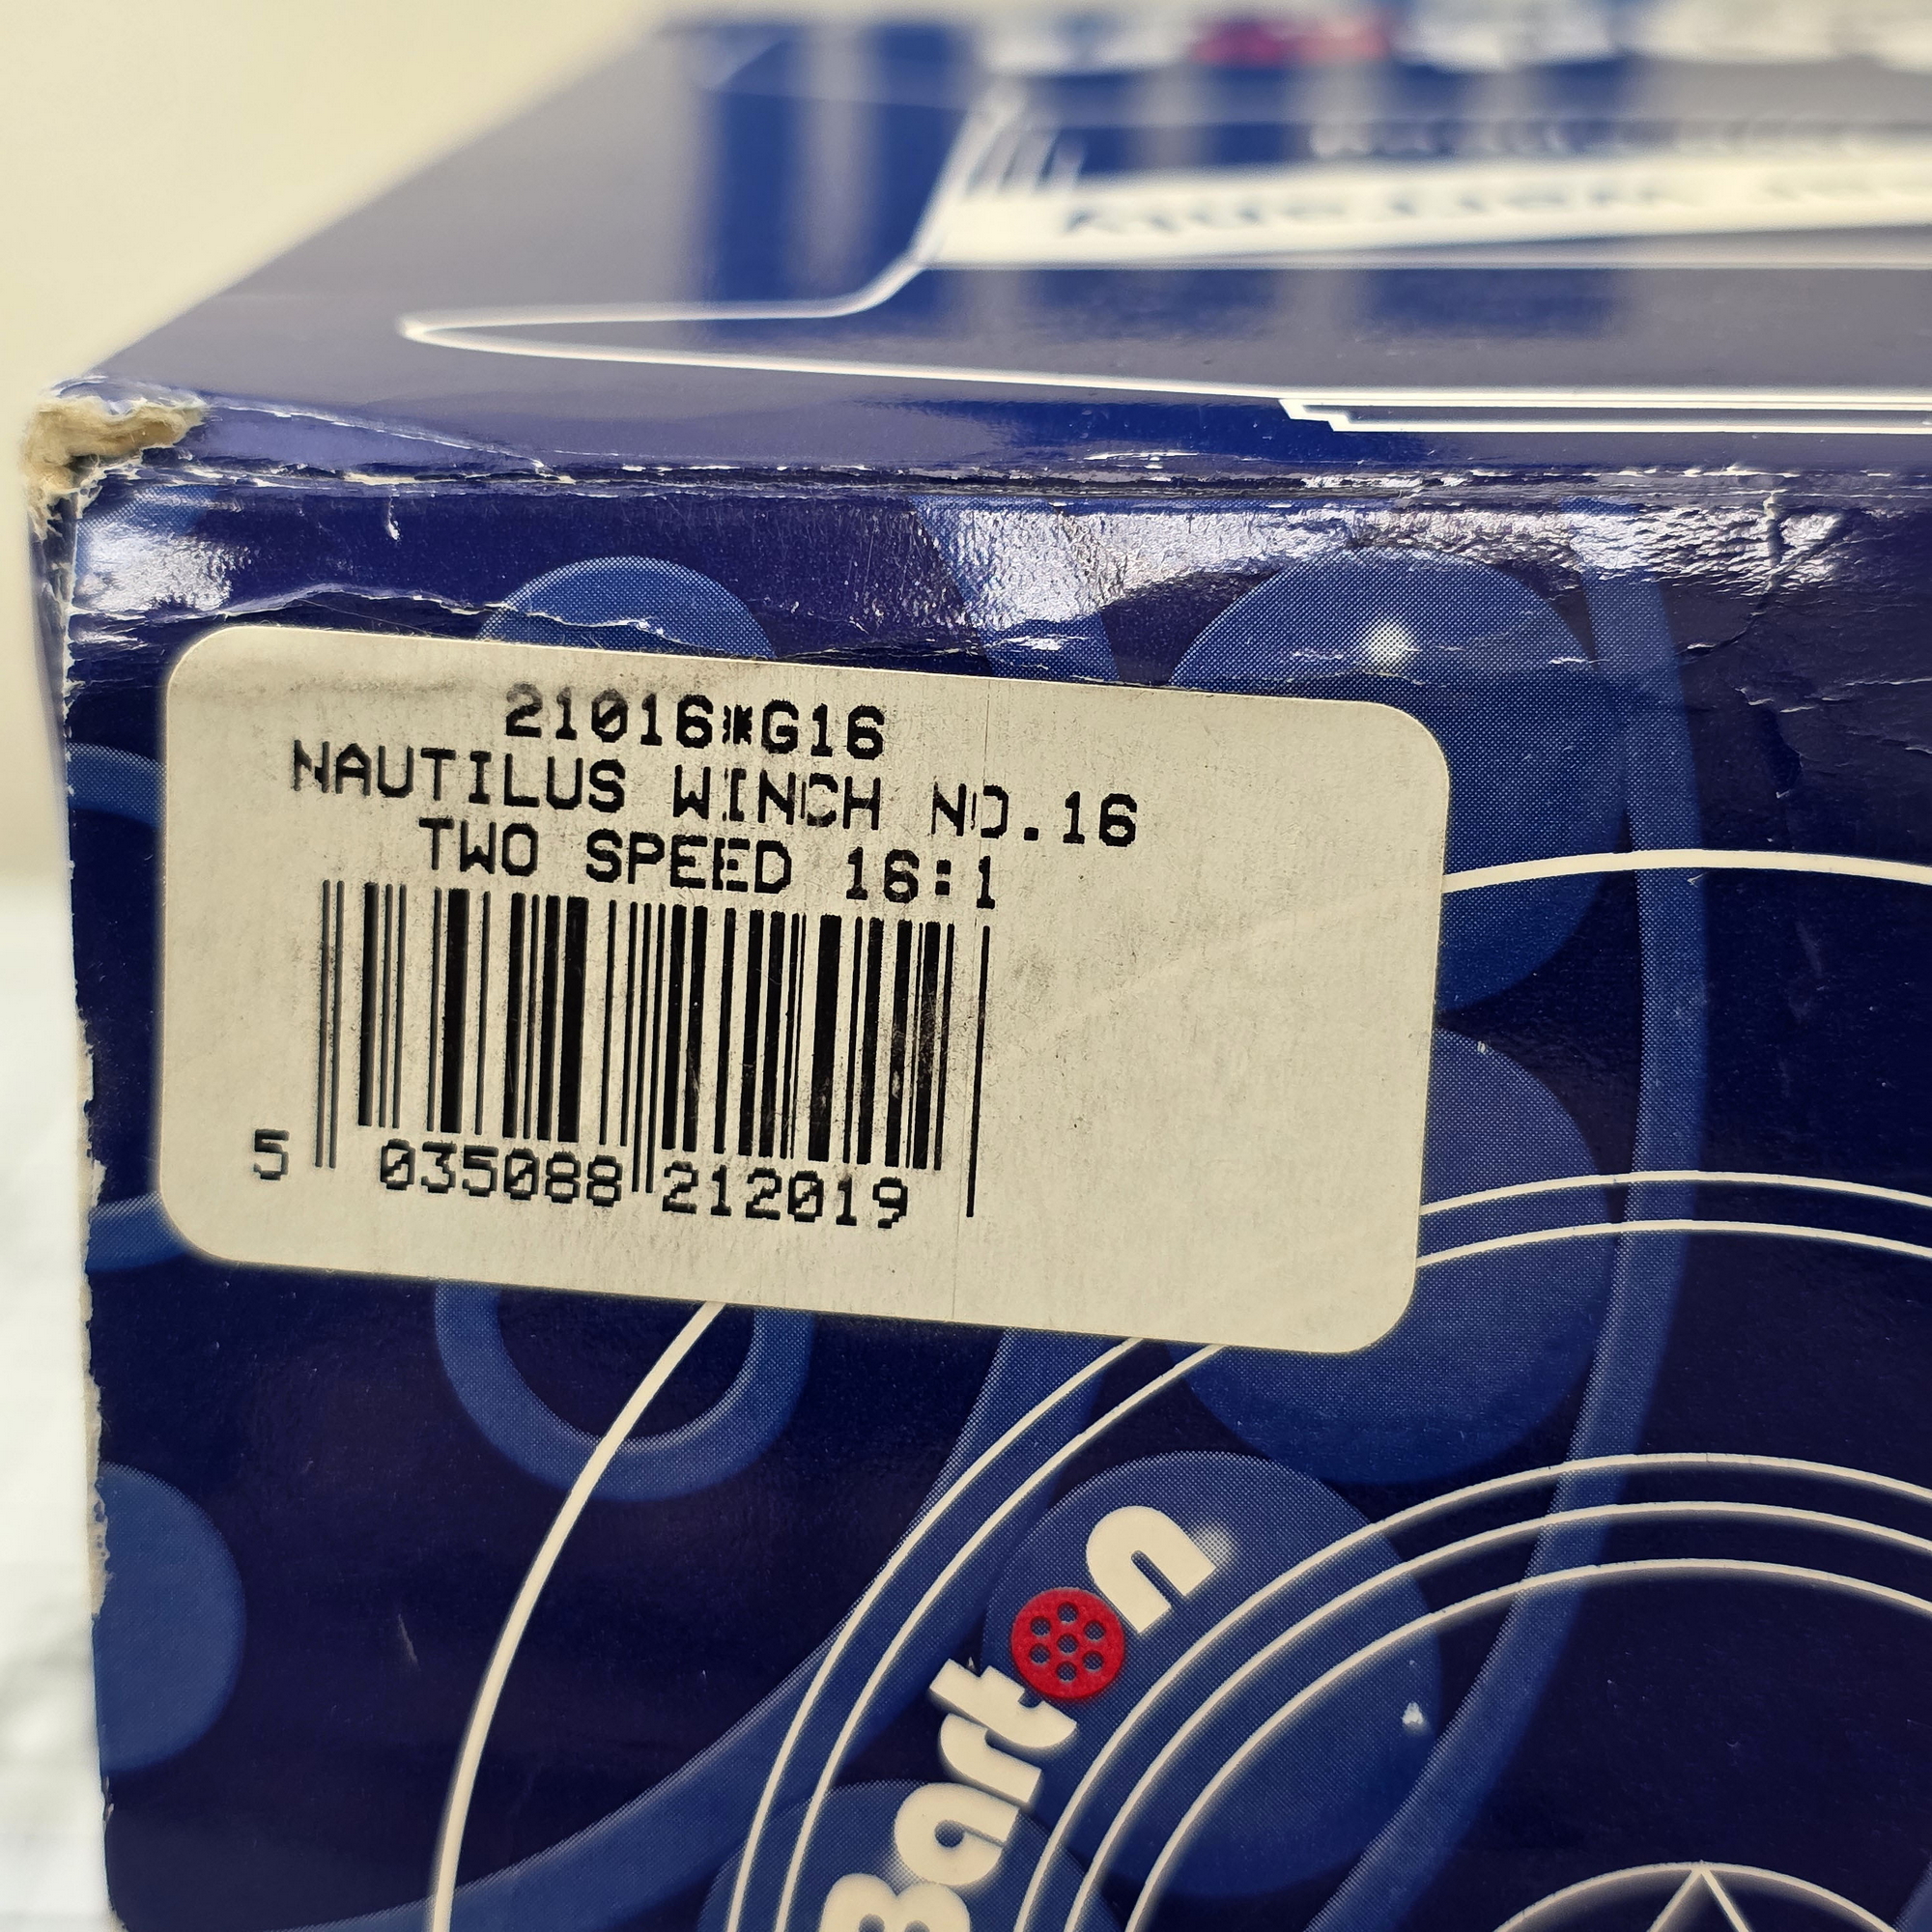 21016*G16
NAUTILUS WINCH NO.16
TWO SPEED 16:1
5 035088 212019
Barton